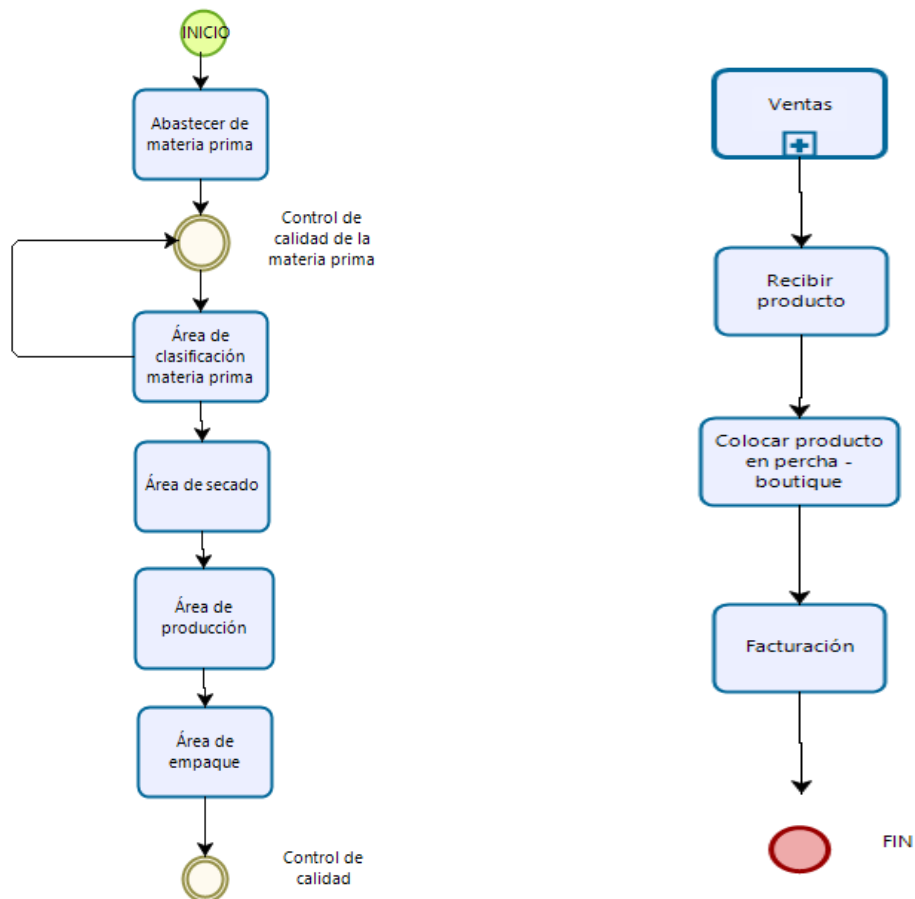 INICIO
Abastecer de
materia prima
Control de
calidad de la
materia prima
Área de
clasificación
materia prima
Área de secado
Área de
producción
Área de
empaque
Control de
calidad
Ventas
Recibir
producto
Colocar producto
en percha -
boutique
Facturación
FIN